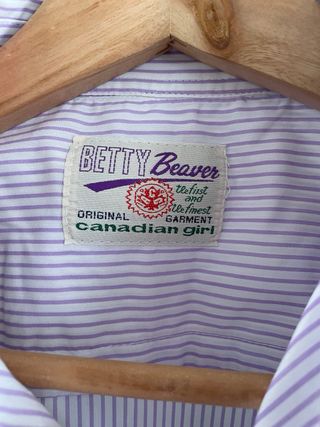 BETTY Beaver
the first
and
the finest
ORIGINAL GARMENT
canadian girl